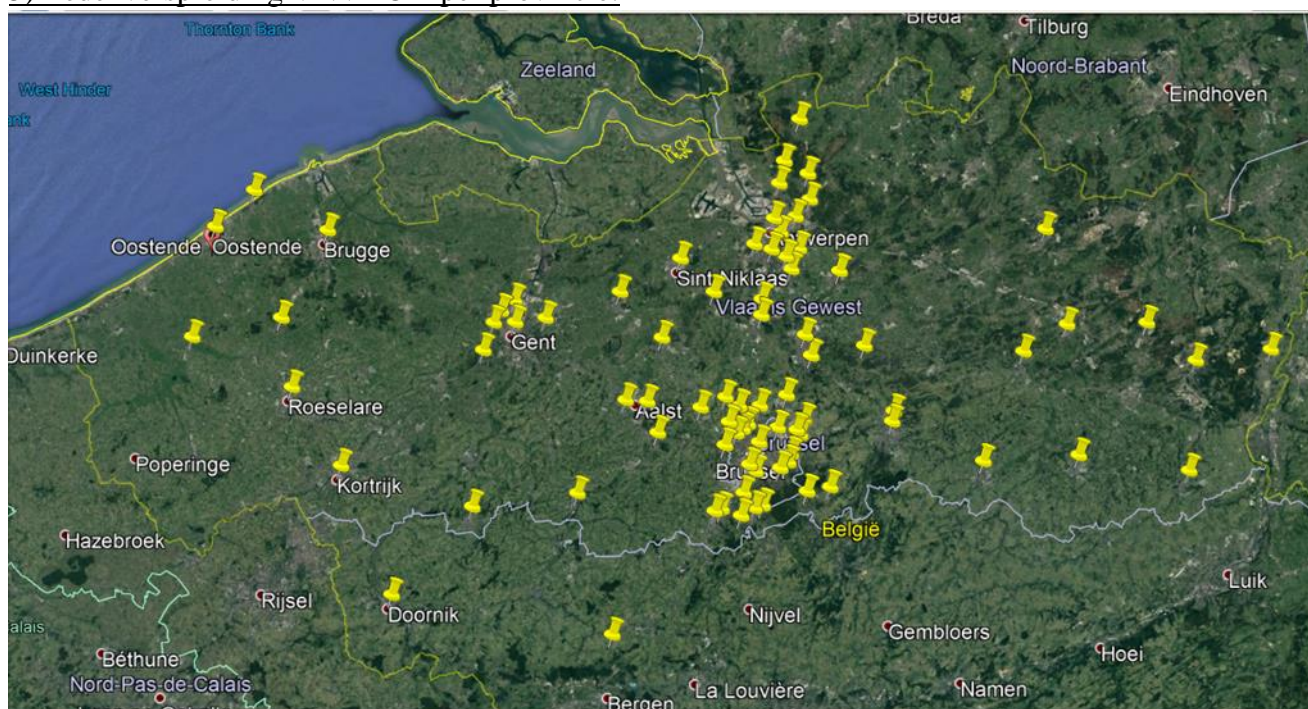 Breda
Thornton Bank
Tilburg
Zeeland
Noord-Brabant
West Hinder
Eindhoven
Oostende Oostende
Brugge
Sint-Niklaas
Vlaams Gewest
Gent
Duinkerke
Roeselare
Aalst
Poperinge
Kortrijk
België
Hazebroek
Luik
Rijsel
Doornik
Nijvel
Gembloers
Hoei
Béthune
Nord-Pas-de-Calais
La Louvière
Namen
Bergen